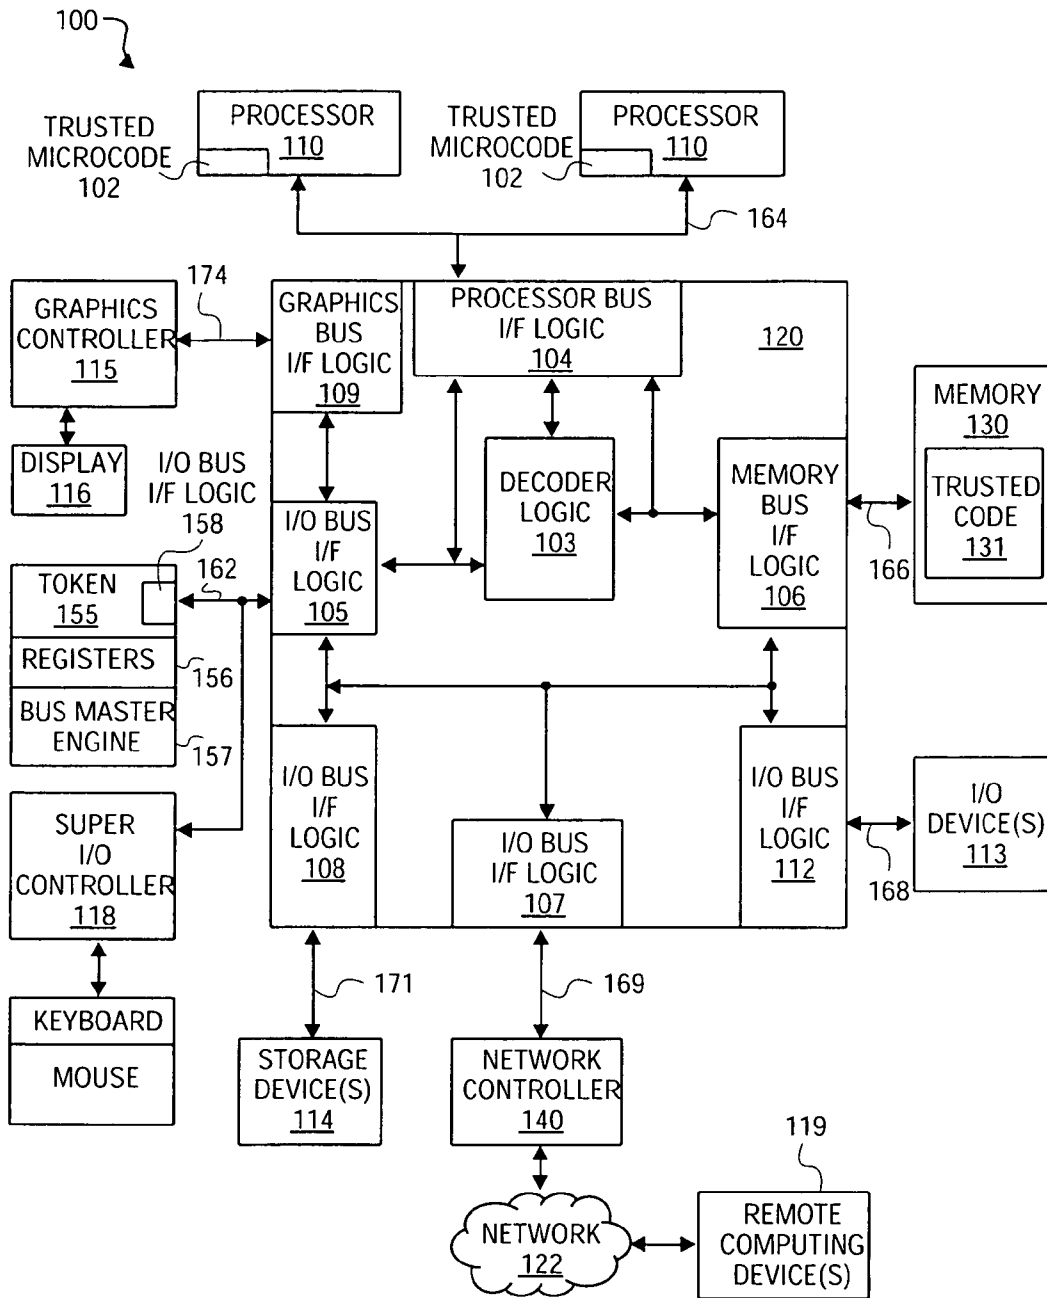 100
TRUSTED
MICROCODE
102
PROCESSOR
110
TRUSTED
MICROCODE
102
PROCESSOR
110
164
174
GRAPHICS
CONTROLLER
115
DISPLAY
116
GRAPHICS
BUS
I/F LOGIC
109
PROCESSOR BUS
I/F LOGIC
104
120
MEMORY
130
TRUSTED
CODE
131
166
I/O BUS
I/F LOGIC
158
162
DECODER
LOGIC
103
MEMORY
BUS
I/F
LOGIC
106
I/O BUS
I/F
LOGIC
105
TOKEN
155
REGISTERS
156
BUS MASTER
ENGINE
157
SUPER
I/O
CONTROLLER
118
KEYBOARD
MOUSE
I/O BUS
I/F
LOGIC
108
I/O BUS
I/F LOGIC
107
I/O BUS
I/F
LOGIC
112
168
I/O
DEVICE(S)
113
171
169
STORAGE
DEVICE(S)
114
NETWORK
CONTROLLER
140
NETWORK
122
119
REMOTE
COMPUTING
DEVICE(S)